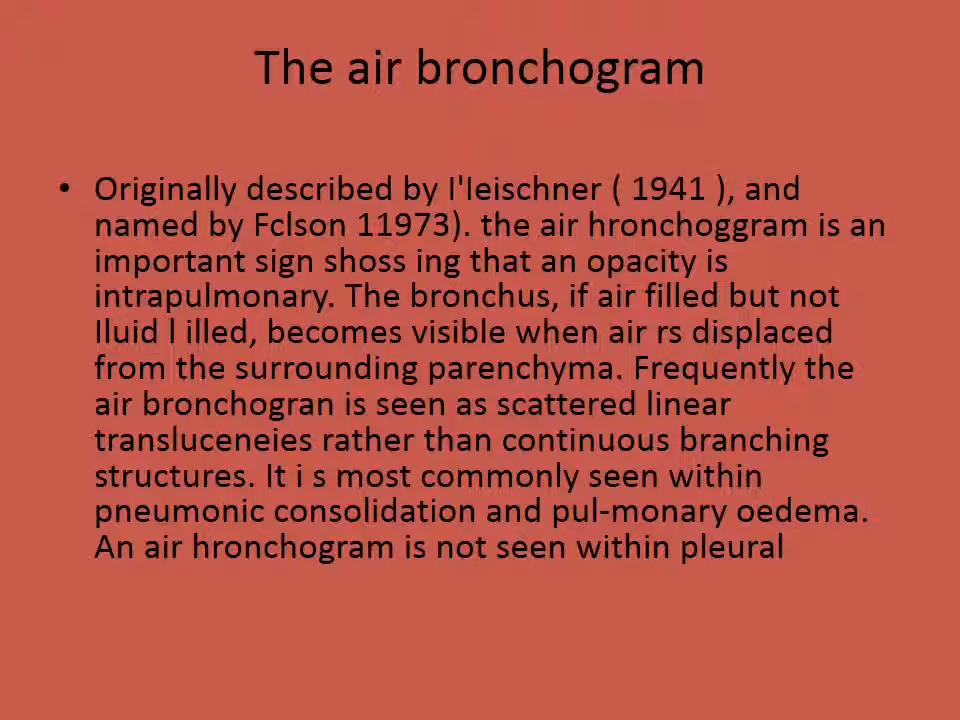 The air bronchogram
• Originally described by I'Ieischner ( 1941 ), and
named by Fclson 11973). the air hronchoggram is an
important sign shoss ing that an opacity is
intrapulmonary. The bronchus, if air filled but not
Iluid l illed, becomes visible when air rs displaced
from the surrounding parenchyma. Frequently the
air bronchogran is seen as scattered linear
transluceneies rather than continuous branching
structures. It i s most commonly seen within
pneumonic consolidation and pul-monary oedema.
An air hronchogram is not seen within pleural